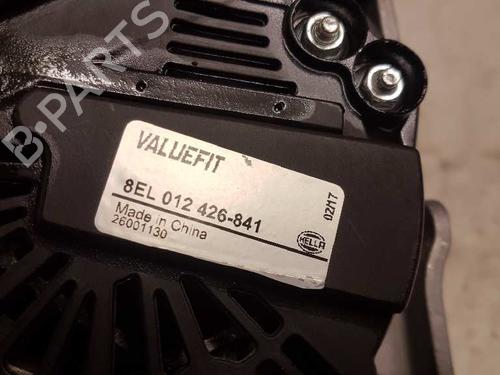 B-PARTS
VALUEFIT
8EL 012 426-841
Made in China
26001130
02/17
HELLA